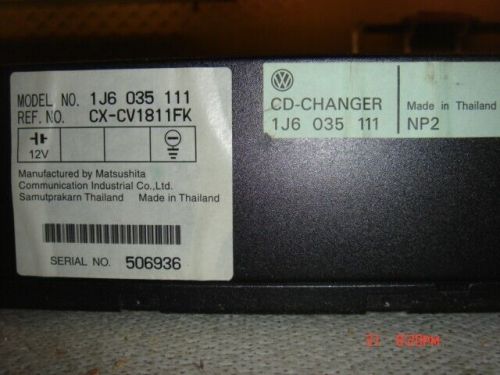 MODEL NO. 1J6 035 111
REF. NO. CX-CV1811FK
12V
Manufactured by Matsushita
Communication Industrial Co.,Ltd.
Samutprakarn Thailand Made in Thailand
SERIAL NO. 506936
CD-CHANGER
1J6 035 111
Made in Thailand
NP2